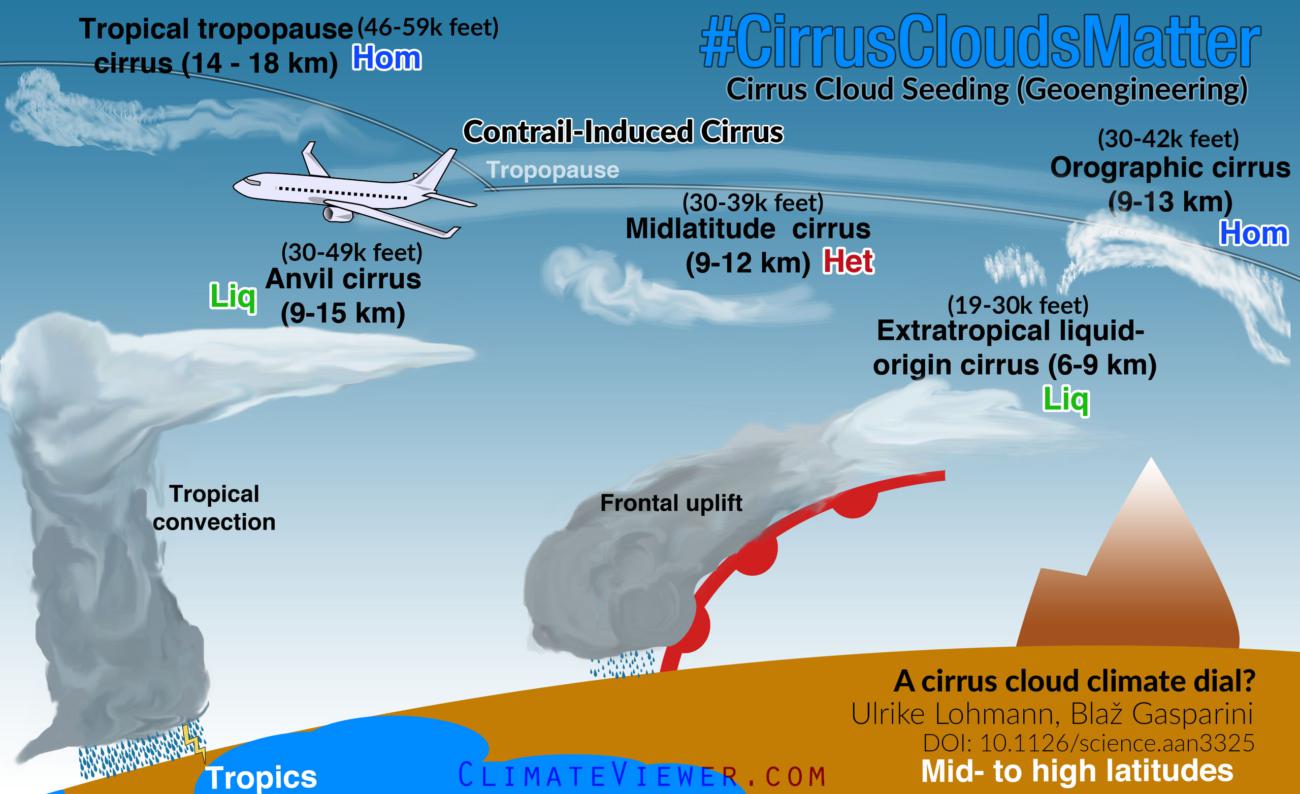 Tropical tropopause (46-59k feet)
cirrus (14 - 18 km) Hom
#CirrusCloudsMatter
Cirrus Cloud Seeding (Geoengineering)
Contrail-Induced Cirrus
Tropopause
(30-42k feet)
Orographic cirrus
(9-13 km)
Hom
(30-39k feet)
Midlatitude cirrus
(9-12 km) Het
(30-49k feet)
Anvil cirrus
Liq
(9-15 km)
(19-30k feet)
Extratropical liquid-
origin cirrus (6-9 km)
Liq
Tropical
convection
Frontal uplift
A cirrus cloud climate dial?
Ulrike Lohmann, Blaž Gasparini
DOI: 10.1126/science.aan3325
Mid- to high latitudes
Tropics
ClimateViewer.com